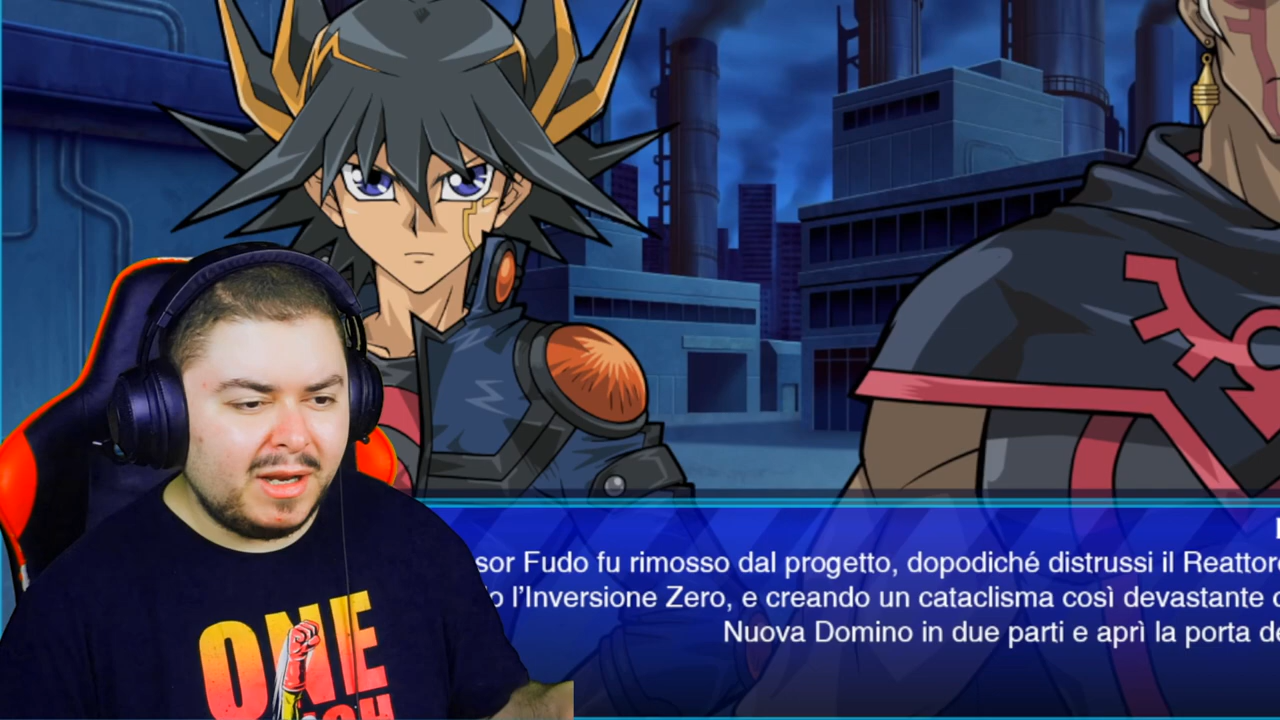 sor Fudo fu rimosso dal progetto, dopodiché distrussi il Reattor
l'Inversione Zero, e creando un cataclisma così devastante
Nuova Domino in due parti e aprì la porta de
ONE